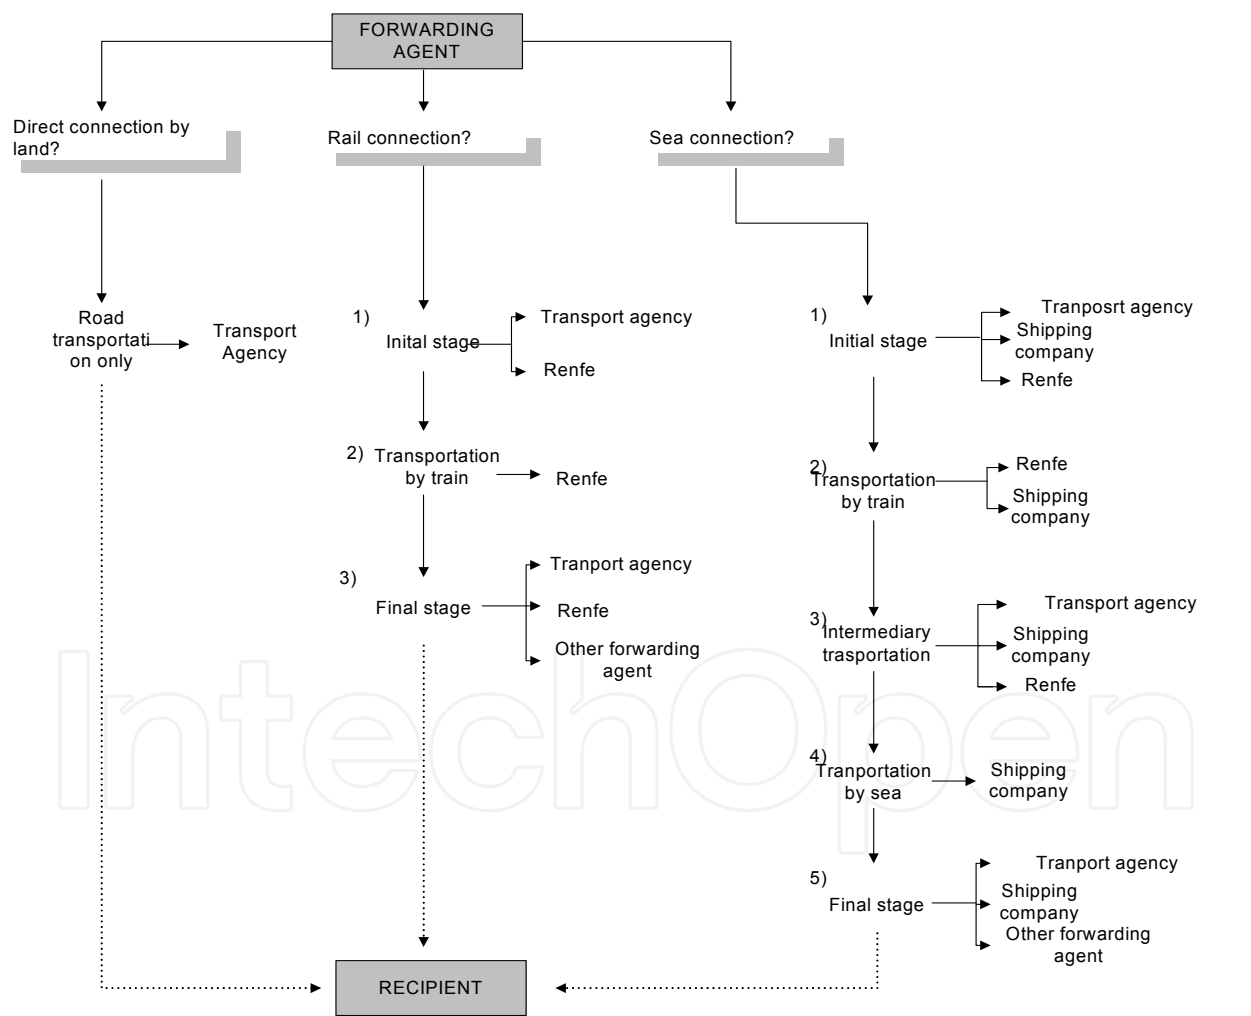 FORWARDING
AGENT
Direct connection by
land?
Rail connection?
Sea connection?
Road
transportati
on only
Transport
Agency
1)
Inital stage
Transport agency
Renfe
2)
Transportation
by train
Renfe
3)
Final stage
Tranport agency
Renfe
Other forwarding
agent
1)
Initial stage
Tranposrt agency
Shipping
company
Renfe
2)
Transportation
by train
Renfe
Shipping
company
3)
Intermediary
trasportation
Transport agency
Shipping
company
Renfe
4)
Tranportation
by sea
Shipping
company
5)
Final stage
Tranport agency
Shipping
company
Other forwarding
agent
RECIPIENT
IntechOpen